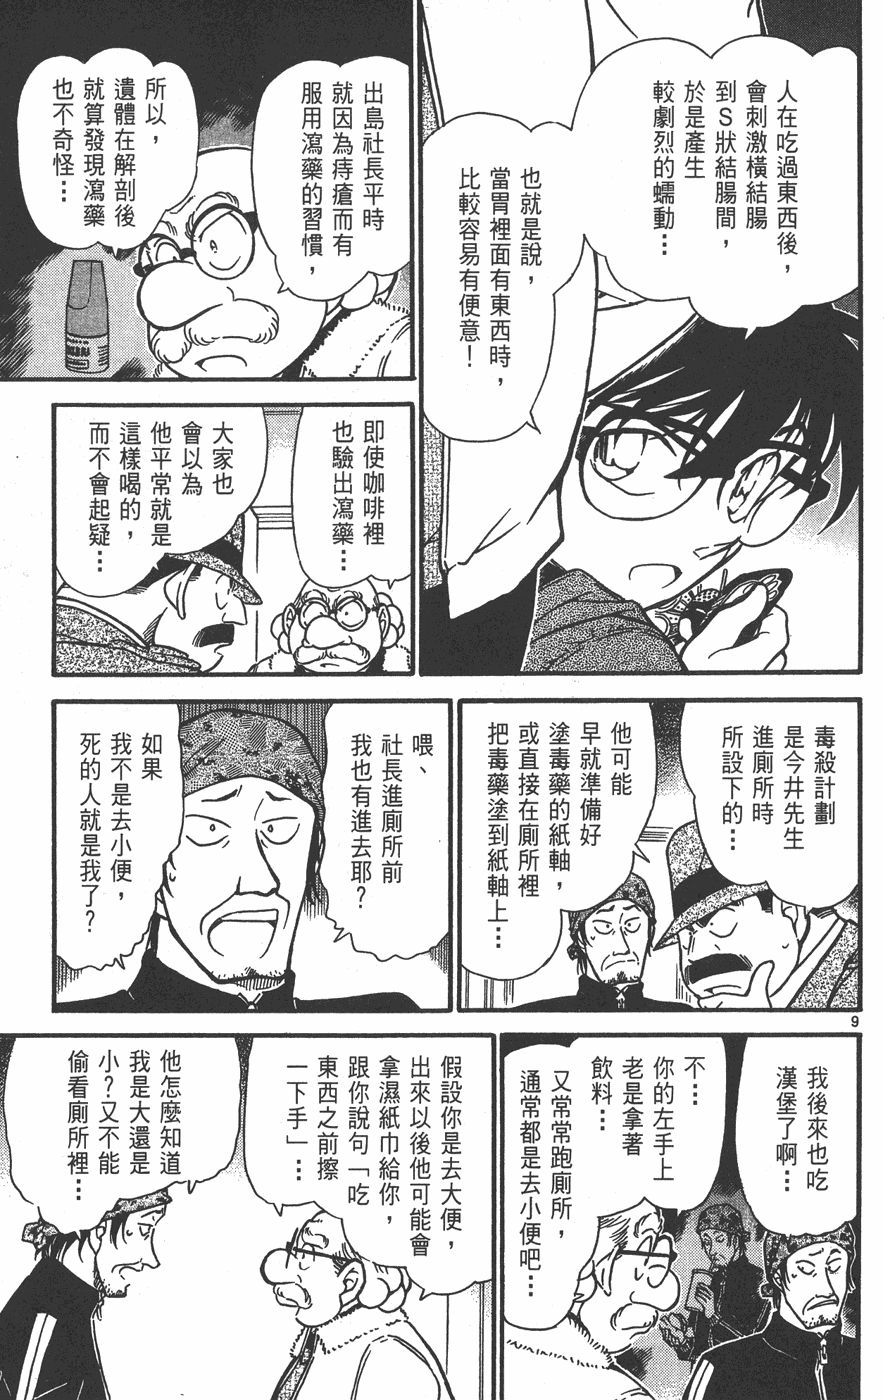 人在吃過東西後，
會刺激橫結腸
到S狀結腸間，
於是產生
較劇烈的蠕動…
也就是說，
當胃裡面有東西時，
比較容易有便意！
出島社長平時
就因為痔瘡而有
服用瀉藥的習慣，
所以，
遺體在解剖後
就算發現瀉藥
也不奇怪…
即使咖啡裡
也驗出瀉藥…
大家也
會以為
他平常就是
這樣喝的，
而不會起疑…
毒殺計劃
是今井先生
進廁所時
所設下的…
他可能
早就準備好
塗毒藥的紙軸，
或直接在廁所裡
把毒藥塗到紙軸上…
喂、
社長進廁所前
我也有進去耶？
如果
我不是去小便，
死的人就是我了？
9
我後來也吃
漢堡了啊…
不…
你的左手上
老是拿著
飲料…
又常常跑廁所，
通常都是去小便吧…
假設你是去大便，
出來以後他可能會
拿濕紙巾給你，
跟你說句「吃
東西之前擦
一下手」…
他怎麼知道
我是大還是
小？又不能
偷看廁所裡…